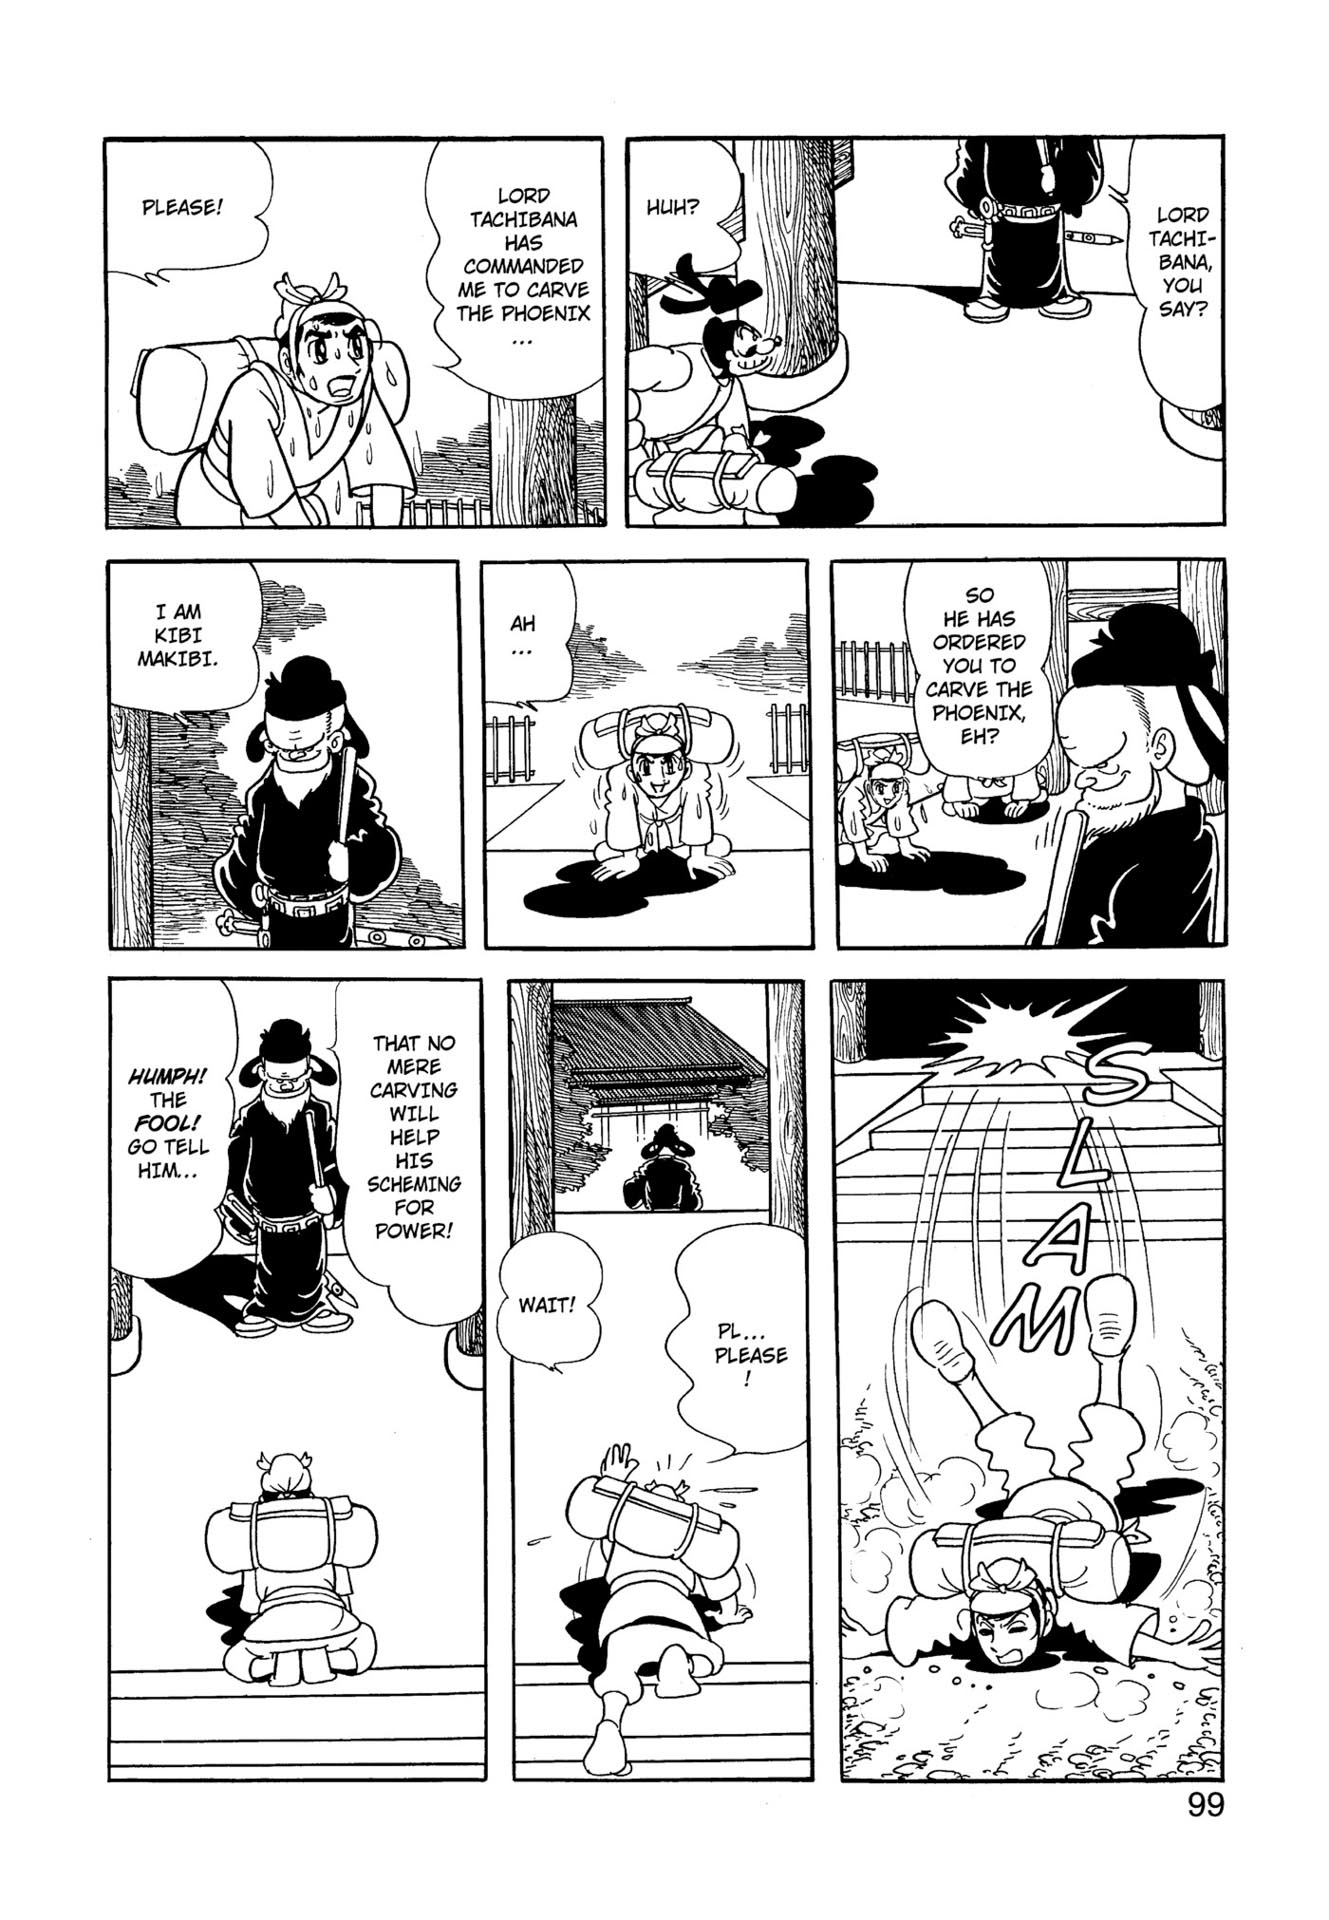 PLEASE!
LORD
TACHIBANA
HAS
COMMANDED
ME TO CARVE
THE PHOENIX
...
HUH?
LORD
TACHI-
BANA,
YOU
SAY?
I AM
KIBI
MAKIBI.
AH
...
SO
HE HAS
ORDERED
YOU TO
CARVE THE
PHOENIX,
EH?
HUMPH!
THE
FOOL!
GO TELL
HIM...
THAT NO
MERE
CARVING
WILL
HELP
HIS
SCHEMING
FOR
POWER!
WAIT!
PL...
PLEASE
!
SLAM
99